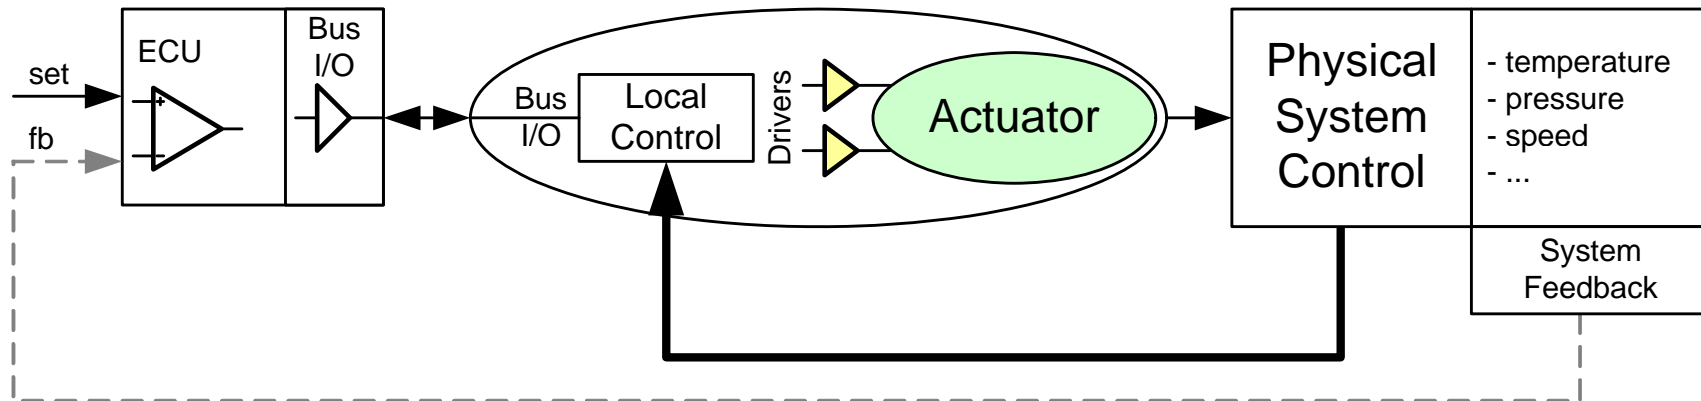 set
fb
ECU
Bus
I/O
Bus
I/O
Local
Control
Drivers
Actuator
Physical
System
Control
- temperature
- pressure
- speed
- ...
System
Feedback